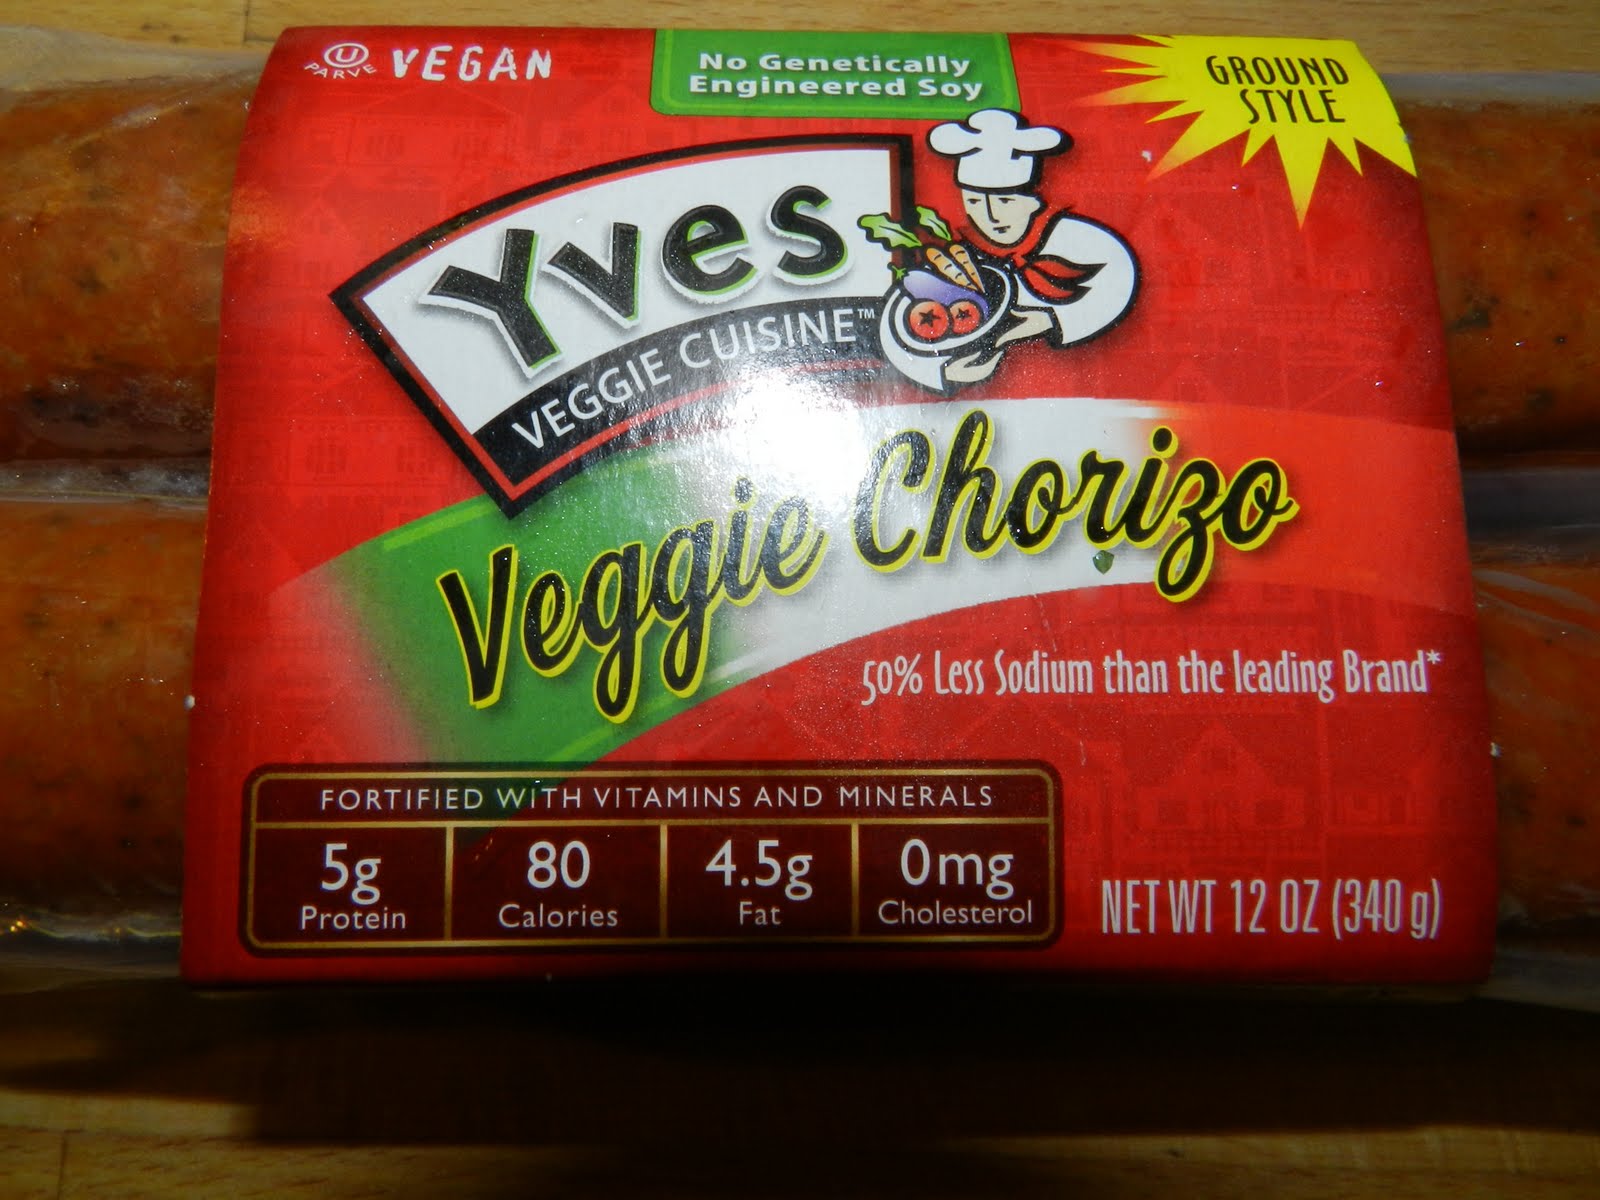 U
PARVE
VEGAN
No Genetically
Engineered Soy
GROUND
STYLE
Yves
VEGGIE CUISINE™
Veggie Chorizo
50% Less Sodium than the leading Brand*
FORTIFIED WITH VITAMINS AND MINERALS
5g 80 4.5g 0mg
Protein Calories Fat Cholesterol
NET WT 12 OZ (340 g)